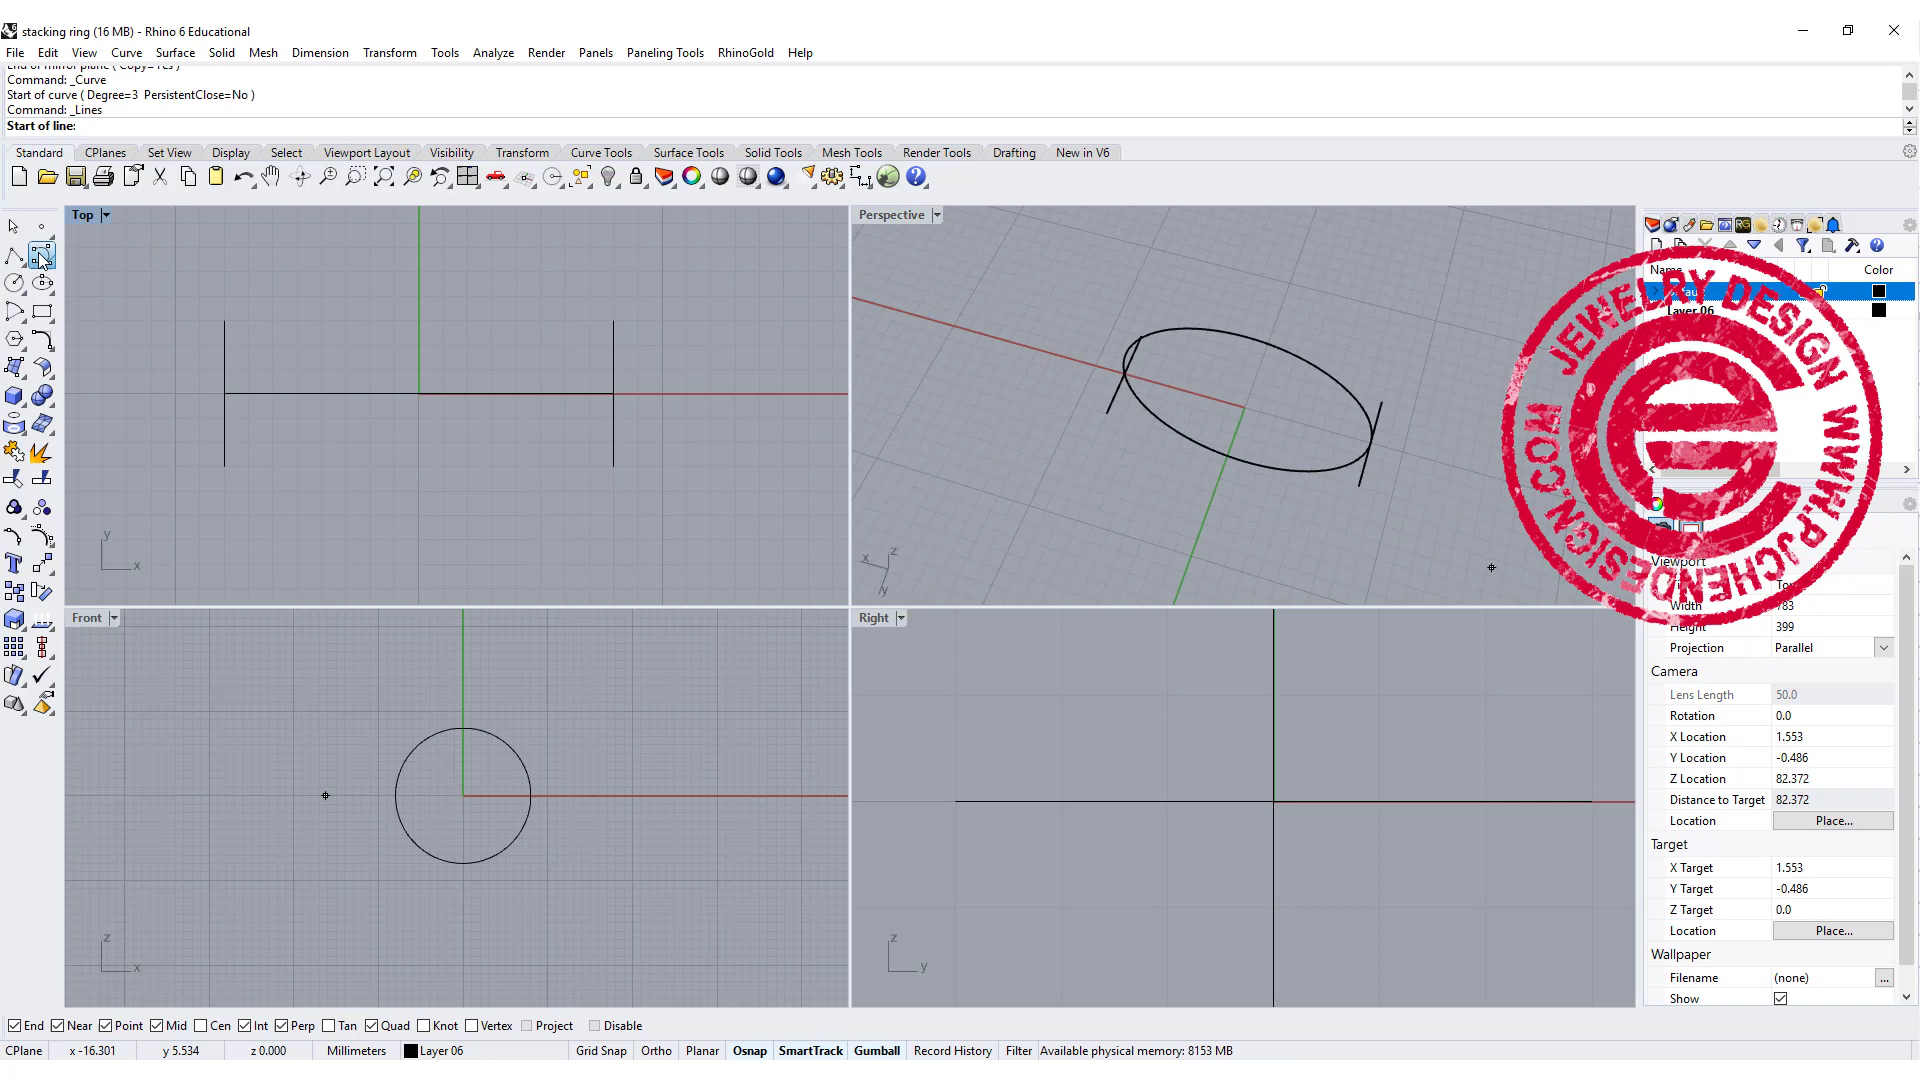 stacking ring (16 MB) - Rhino 6 Educational
File Edit View Curve Surface Solid Mesh Dimension Transform Tools Analyze Render Panels Paneling Tools RhinoGold Help
End of mirror plane ( Copy=Yes )
Command: _Curve
Start of curve ( Degree=3 PersistentClose=No )
Command: _Lines
Start of line:
Standard CPlanes Set View Display Select Viewport Layout Visibility Transform Curve Tools Surface Tools Solid Tools Mesh Tools Render Tools Drafting New in V6
Top
Perspective
RG
Name Color
Layer 06
JEWELRY DESIGN
WWW.PJCHENDESIGN.COM
y
x
x z
y
Front
Right
z
x
z
y
Viewport
Width 783
Height 399
Projection Parallel
Camera
Lens Length 50.0
Rotation 0.0
X Location 1.553
Y Location -0.486
Z Location 82.372
Distance to Target 82.372
Location Place...
Target
X Target 1.553
Y Target -0.486
Z Target 0.0
Location Place...
Wallpaper
Filename (none) ...
Show
End Near Point Mid Cen Int Perp Tan Quad Knot Vertex Project Disable
CPlane x -16.301 y 5.534 z 0.000 Millimeters Layer 06 Grid Snap Ortho Planar Osnap SmartTrack Gumball Record History Filter Available physical memory: 8153 MB